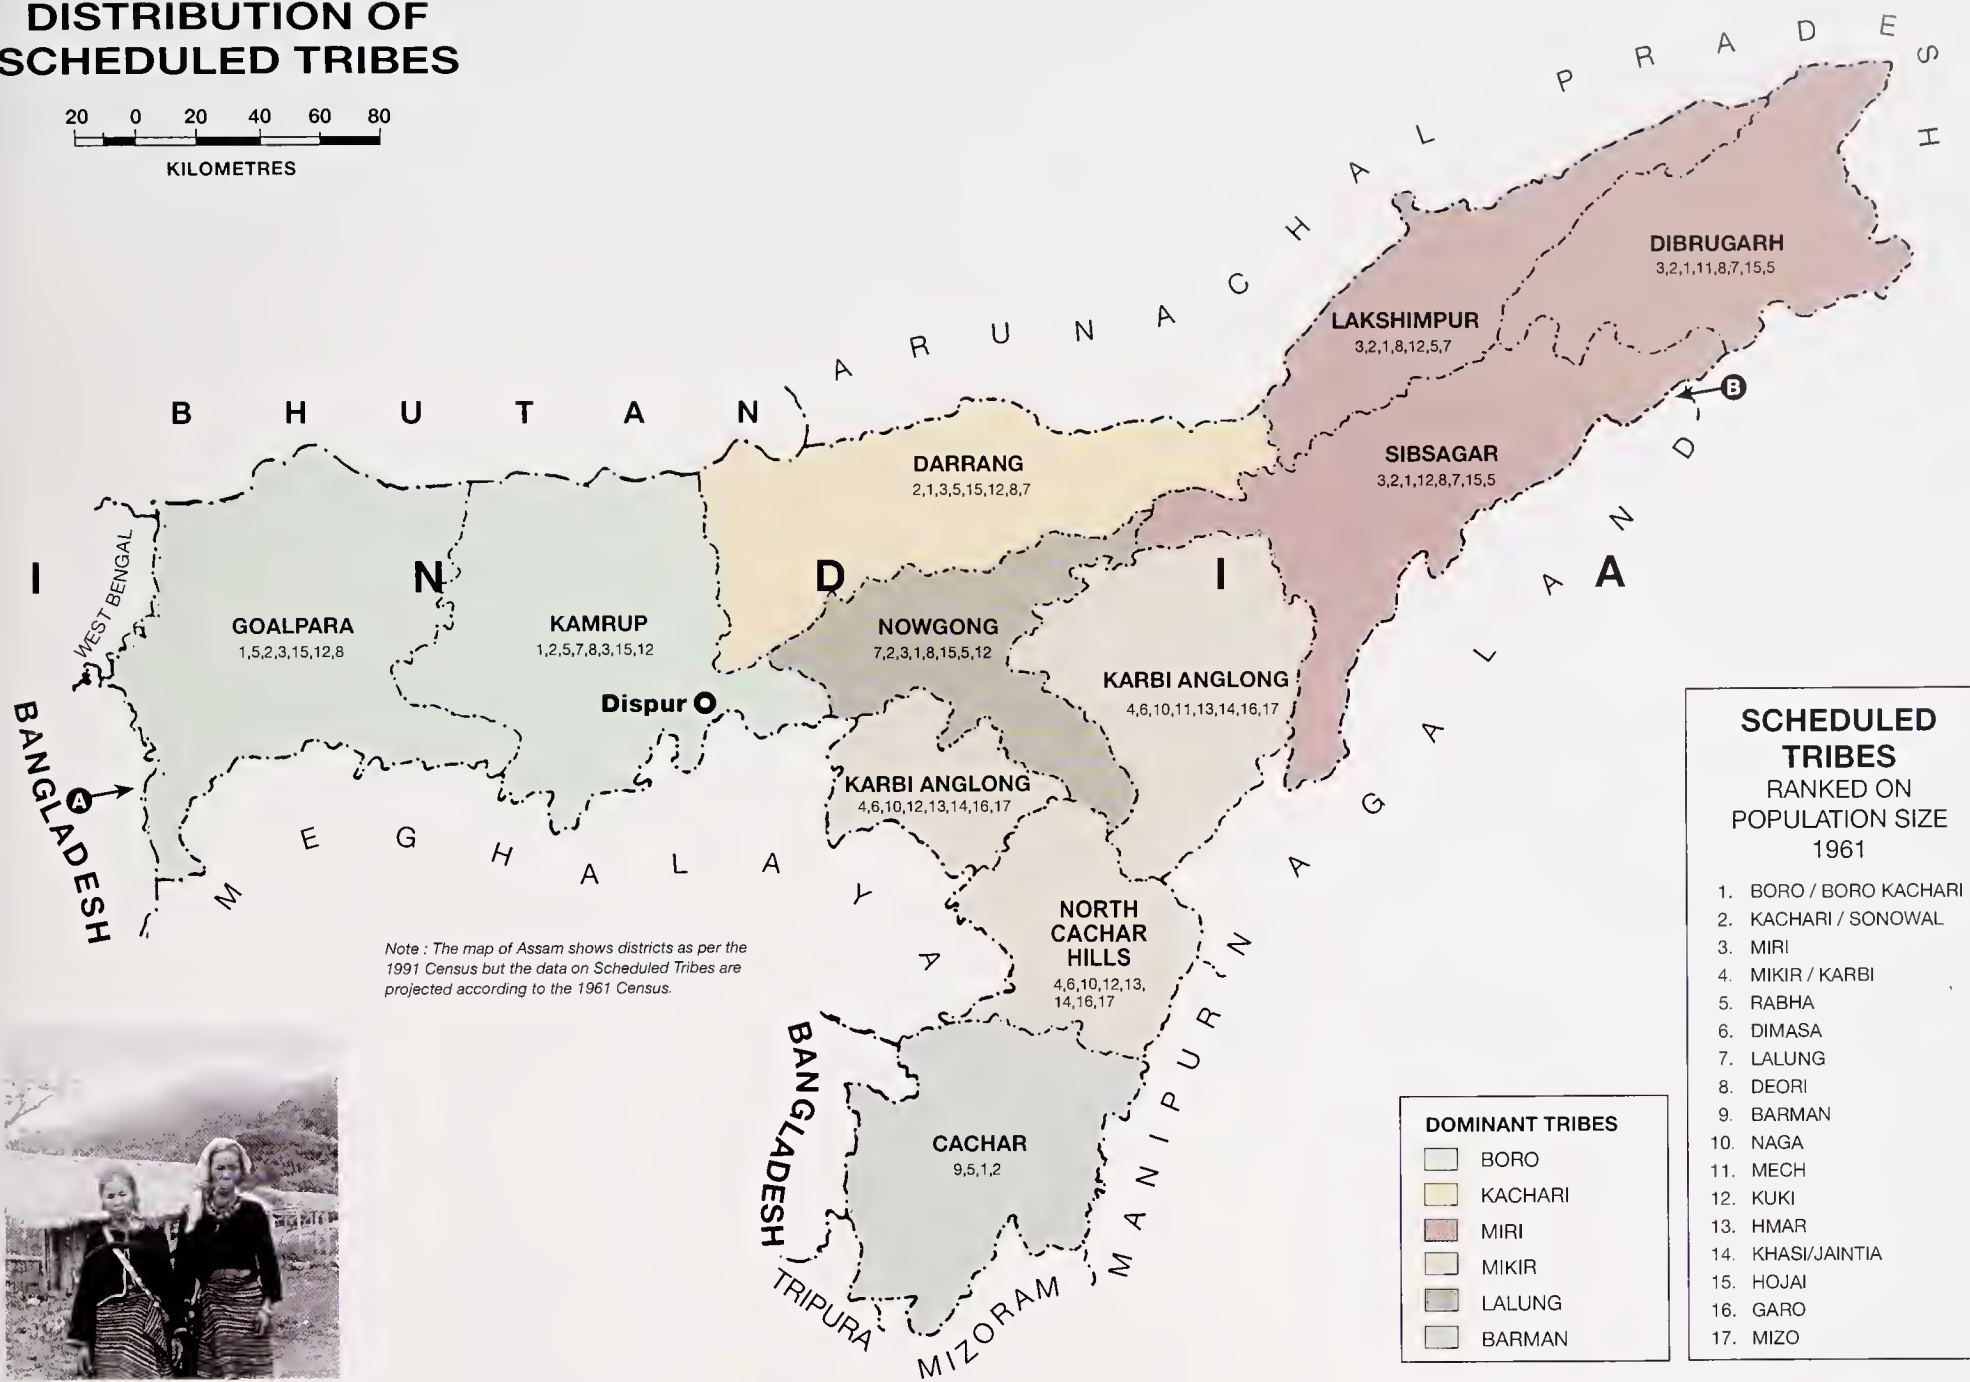 DISTRIBUTION OF
SCHEDULED TRIBES
20 0 20 40 60 80
KILOMETRES
ARUNACHAL PRADESH
BHUTAN
INDIA
WEST BENGAL
BANGLADESH
A
MEGHALAYA
NAGALAND
B
DIBRUGARH
3,2,1,11,8,7,15,5
LAKSHIMPUR
3,2,1,8,12,5,7
SIBSAGAR
3,2,1,12,8,7,15,5
DARRANG
2,1,3,5,15,12,8,7
GOALPARA
1,5,2,3,15,12,8
KAMRUP
1,2,5,7,8,3,15,12
Dispur
NOWGONG
7,2,3,1,8,15,5,12
KARBI ANGLONG
4,6,10,11,13,14,16,17
KARBI ANGLONG
4,6,10,12,13,14,16,17
NORTH
CACHAR
HILLS
4,6,10,12,13,
14,16,17
CACHAR
9,5,1,2
BANGLADESH
TRIPURA
MIZORAM
MANIPUR
Note : The map of Assam shows districts as per the
1991 Census but the data on Scheduled Tribes are
projected according to the 1961 Census.
DOMINANT TRIBES
BORO
KACHARI
MIRI
MIKIR
LALUNG
BARMAN
SCHEDULED
TRIBES
RANKED ON
POPULATION SIZE
1961
1. BORO / BORO KACHARI
2. KACHARI / SONOWAL
3. MIRI
4. MIKIR / KARBI
5. RABHA
6. DIMASA
7. LALUNG
8. DEORI
9. BARMAN
10. NAGA
11. MECH
12. KUKI
13. HMAR
14. KHASI/JAINTIA
15. HOJAI
16. GARO
17. MIZO